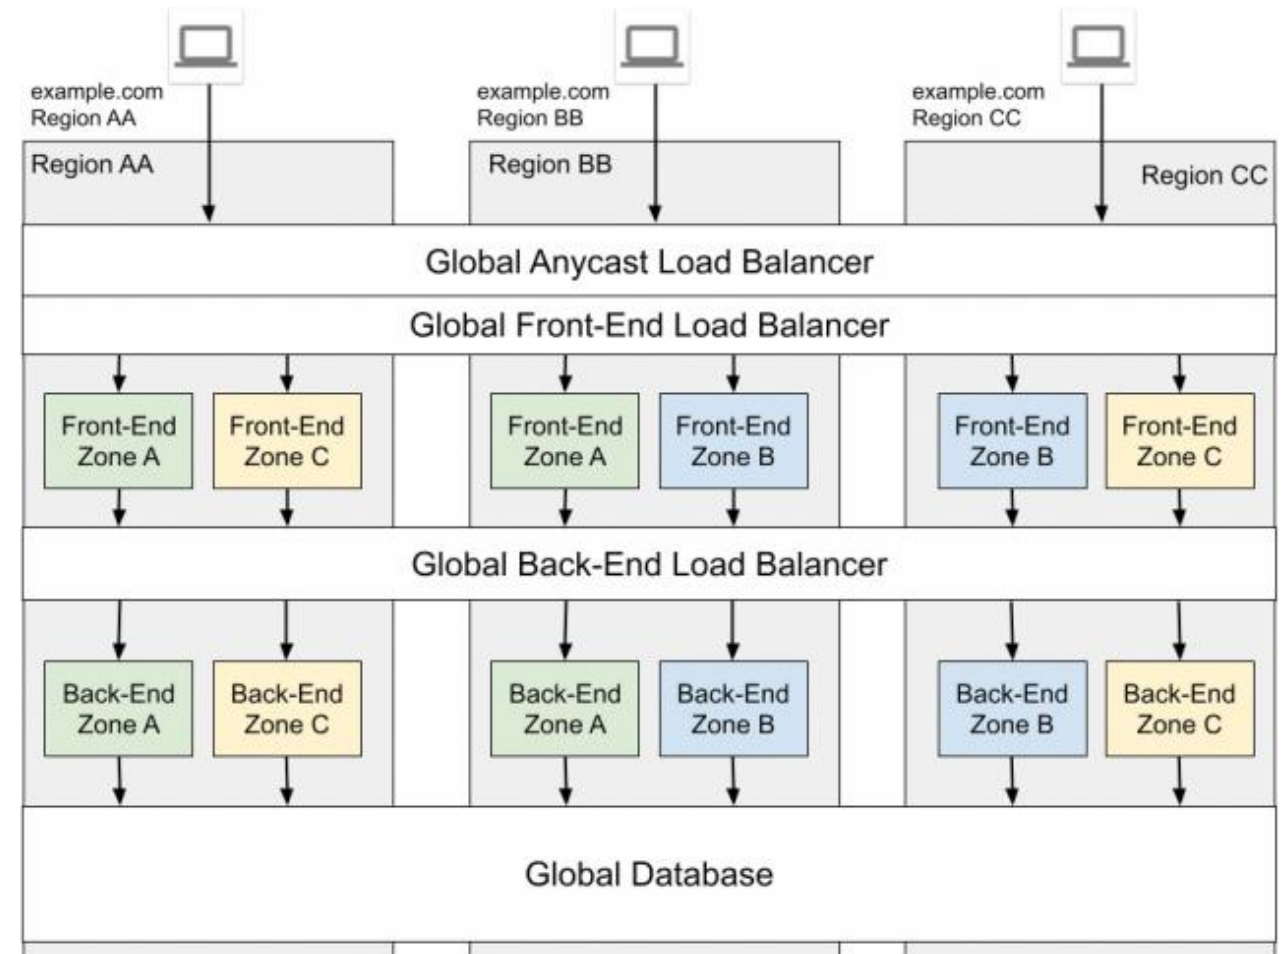 example.com
Region AA
example.com
Region BB
example.com
Region CC
Region AA
Region BB
Region CC
Global Anycast Load Balancer
Global Front-End Load Balancer
Front-End
Zone A
Front-End
Zone C
Front-End
Zone A
Front-End
Zone B
Front-End
Zone B
Front-End
Zone C
Global Back-End Load Balancer
Back-End
Zone A
Back-End
Zone C
Back-End
Zone A
Back-End
Zone B
Back-End
Zone B
Back-End
Zone C
Global Database